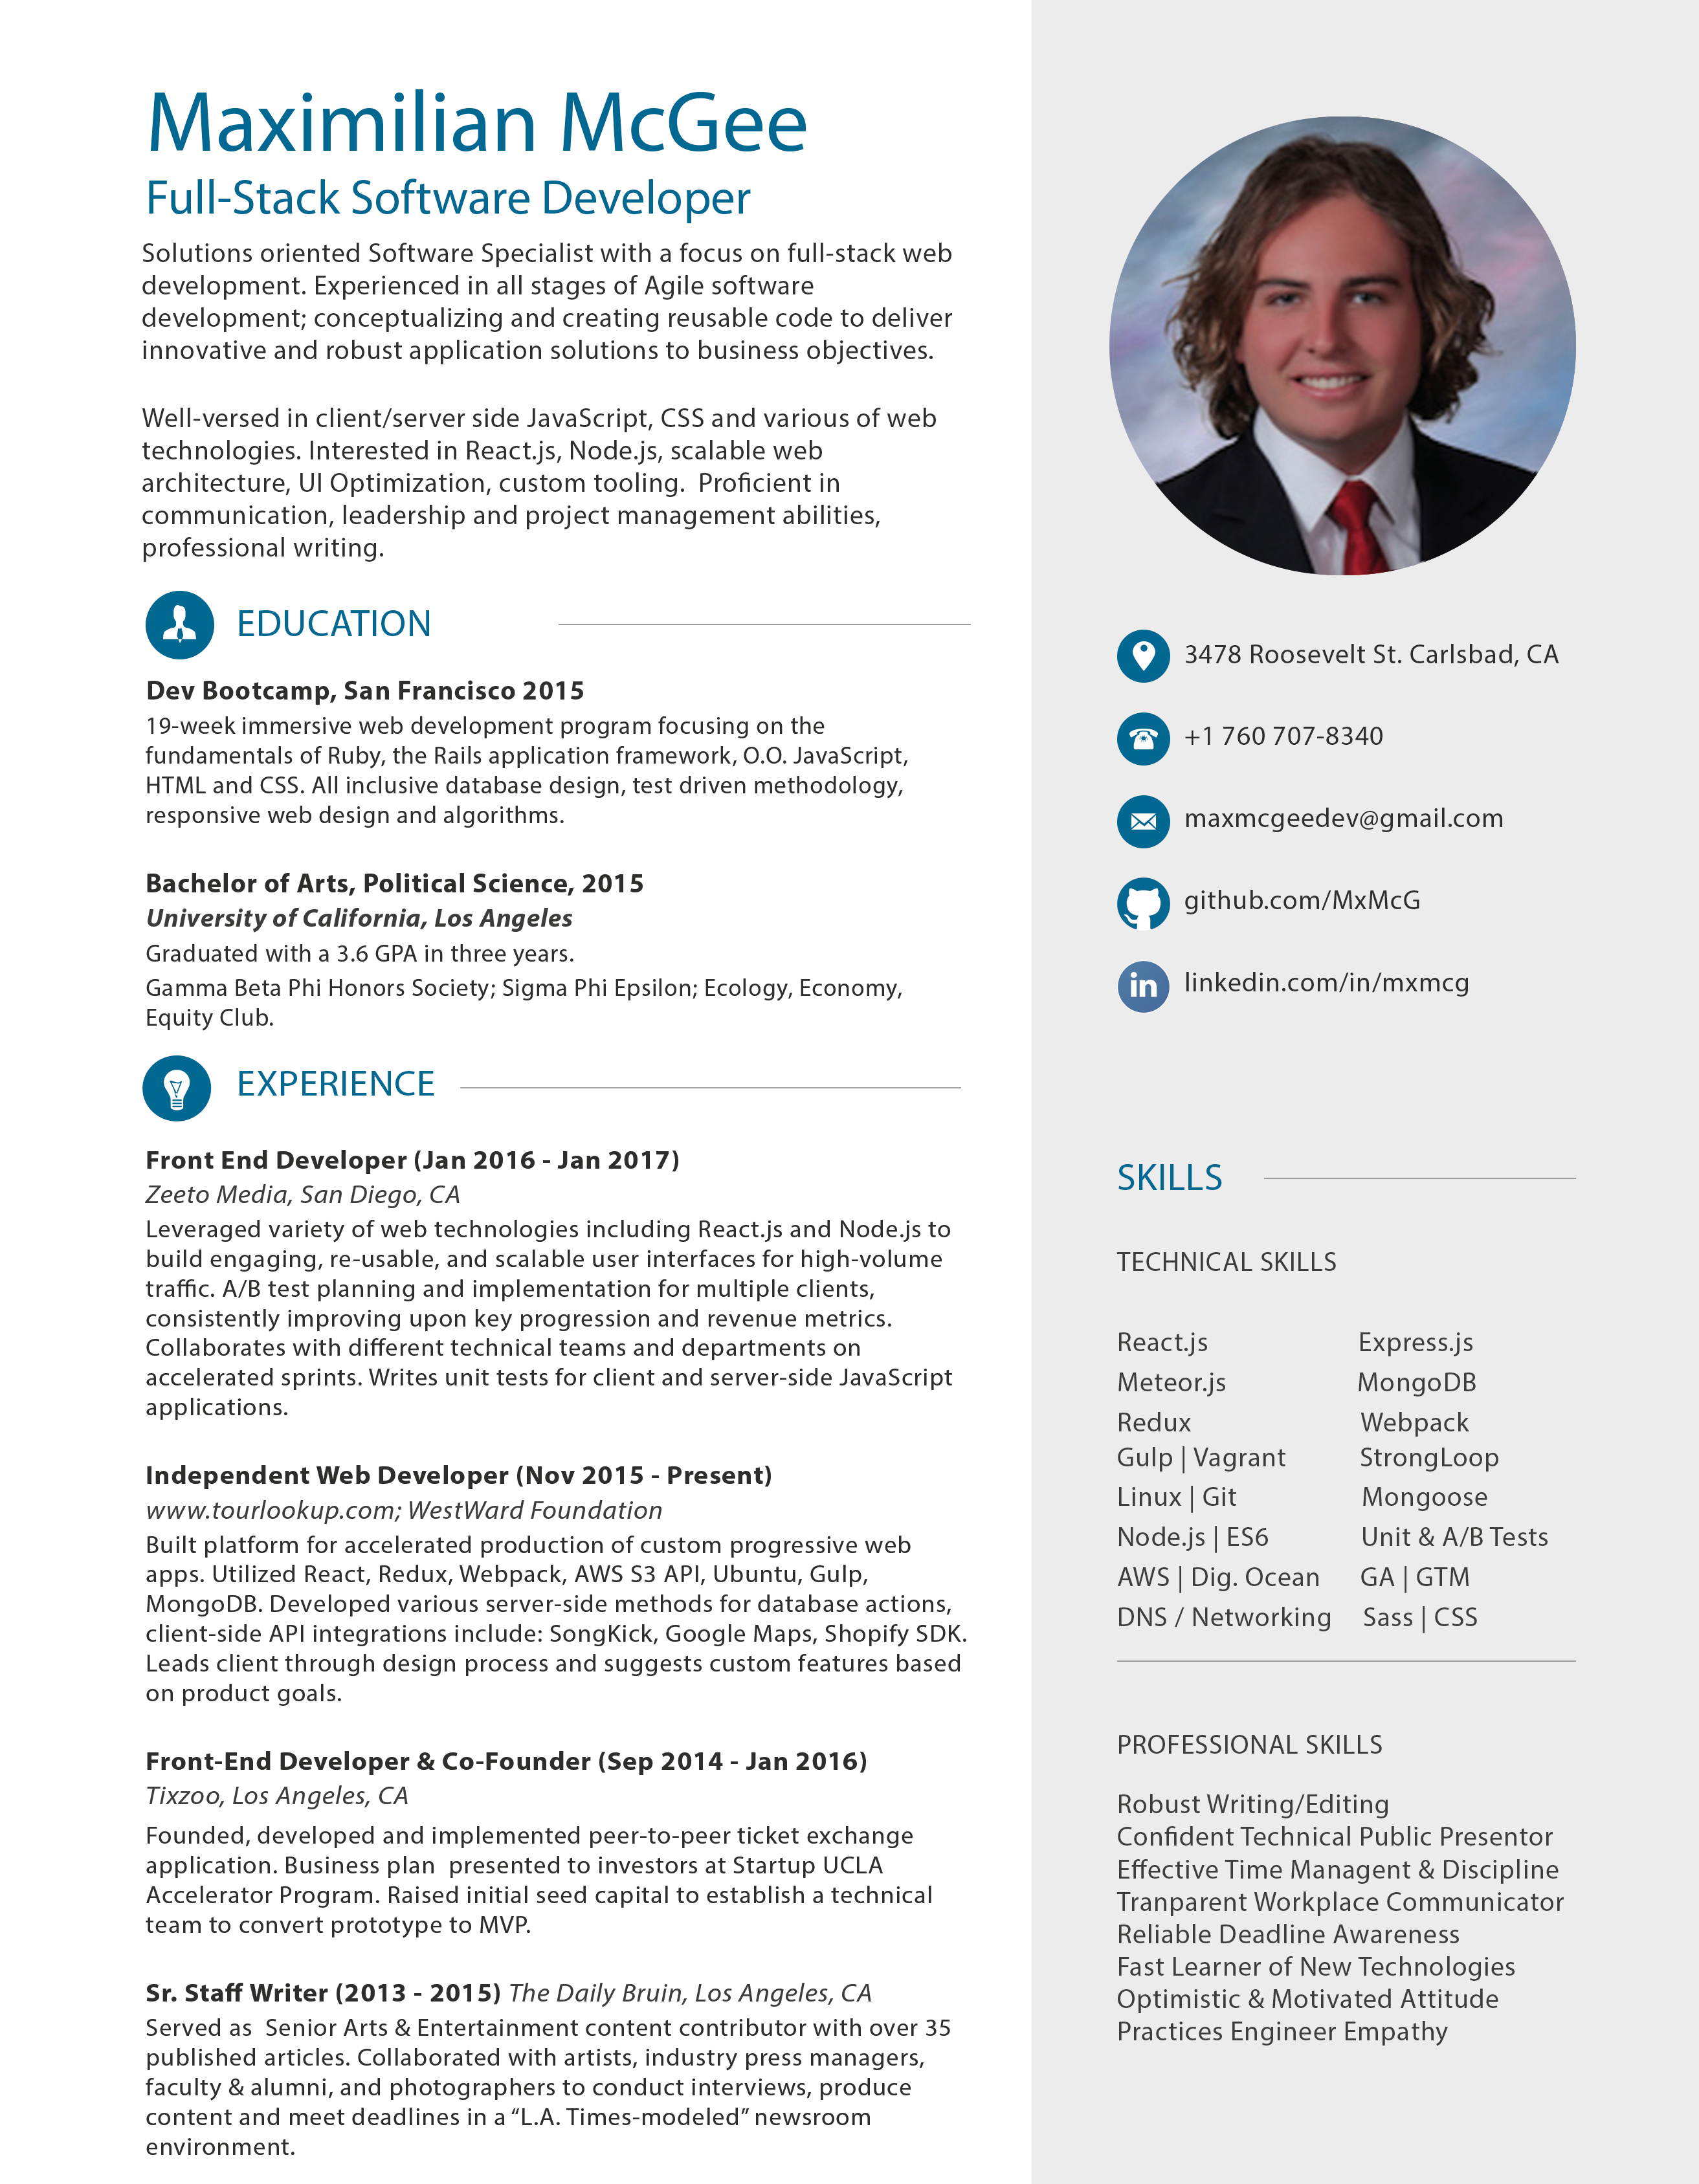 Maximilian McGee
Full-Stack Software Developer
Solutions oriented Software Specialist with a focus on full-stack web
development. Experienced in all stages of Agile software
development; conceptualizing and creating reusable code to deliver
innovative and robust application solutions to business objectives.
Well-versed in client/server side JavaScript, CSS and various of web
technologies. Interested in React.js, Node.js, scalable web
architecture, UI Optimization, custom tooling.  Proficient in
communication, leadership and project management abilities,
professional writing.
EDUCATION
Dev Bootcamp, San Francisco 2015
19-week immersive web development program focusing on the
fundamentals of Ruby, the Rails application framework, O.O. JavaScript,
HTML and CSS. All inclusive database design, test driven methodology,
responsive web design and algorithms.
Bachelor of Arts, Political Science, 2015
University of California, Los Angeles
Graduated with a 3.6 GPA in three years.
Gamma Beta Phi Honors Society; Sigma Phi Epsilon; Ecology, Economy,
Equity Club.
EXPERIENCE
Front End Developer (Jan 2016 - Jan 2017)
Zeeto Media, San Diego, CA
Leveraged variety of web technologies including React.js and Node.js to
build engaging, re-usable, and scalable user interfaces for high-volume
traffic. A/B test planning and implementation for multiple clients,
consistently improving upon key progression and revenue metrics.
Collaborates with different technical teams and departments on
accelerated sprints. Writes unit tests for client and server-side JavaScript
applications.
Independent Web Developer (Nov 2015 - Present)
www.tourlookup.com; WestWard Foundation
Built platform for accelerated production of custom progressive web
apps. Utilized React, Redux, Webpack, AWS S3 API, Ubuntu, Gulp,
MongoDB. Developed various server-side methods for database actions,
client-side API integrations include: SongKick, Google Maps, Shopify SDK.
Leads client through design process and suggests custom features based
on product goals.
Front-End Developer & Co-Founder (Sep 2014 - Jan 2016)
Tixzoo, Los Angeles, CA
Founded, developed and implemented peer-to-peer ticket exchange
application. Business plan  presented to investors at Startup UCLA
Accelerator Program. Raised initial seed capital to establish a technical
team to convert prototype to MVP.
Sr. Staff Writer (2013 - 2015) The Daily Bruin, Los Angeles, CA
Served as  Senior Arts & Entertainment content contributor with over 35
published articles. Collaborated with artists, industry press managers,
faculty & alumni, and photographers to conduct interviews, produce
content and meet deadlines in a “L.A. Times-modeled” newsroom
environment.
3478 Roosevelt St. Carlsbad, CA
+1 760 707-8340
maxmcgeedev@gmail.com
github.com/MxMcG
in linkedin.com/in/mxmcg
SKILLS
TECHNICAL SKILLS
React.js Express.js
Meteor.js MongoDB
Redux Webpack
Gulp | Vagrant StrongLoop
Linux | Git Mongoose
Node.js | ES6 Unit & A/B Tests
AWS | Dig. Ocean GA | GTM
DNS / Networking Sass | CSS
PROFESSIONAL SKILLS
Robust Writing/Editing
Confident Technical Public Presentor
Effective Time Managent & Discipline
Tranparent Workplace Communicator
Reliable Deadline Awareness
Fast Learner of New Technologies
Optimistic & Motivated Attitude
Practices Engineer Empathy